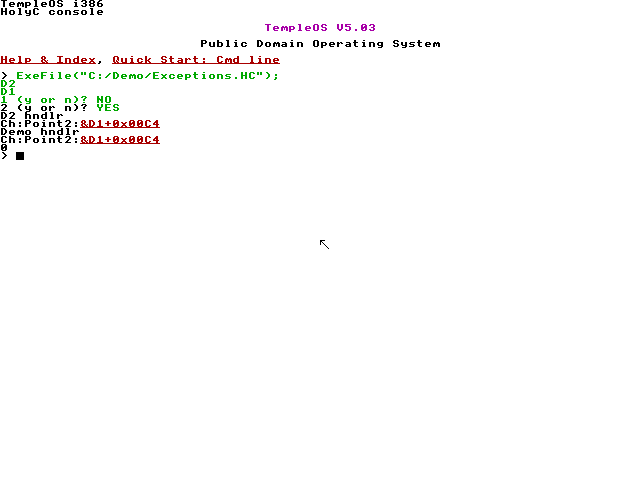 TempleOS i386
HolyC console
TempleOS V5.03
Public Domain Operating System
Help & Index, Quick Start: Cmd line
> ExeFile("C:/Demo/Exceptions.HC");
D2
D1
1 (y or n)? NO
2 (y or n)? YES
D2 hndlr
Ch:Point2:&D1+0x00C4
Demo hndlr
Ch:Point2:&D1+0x00C4
0
>